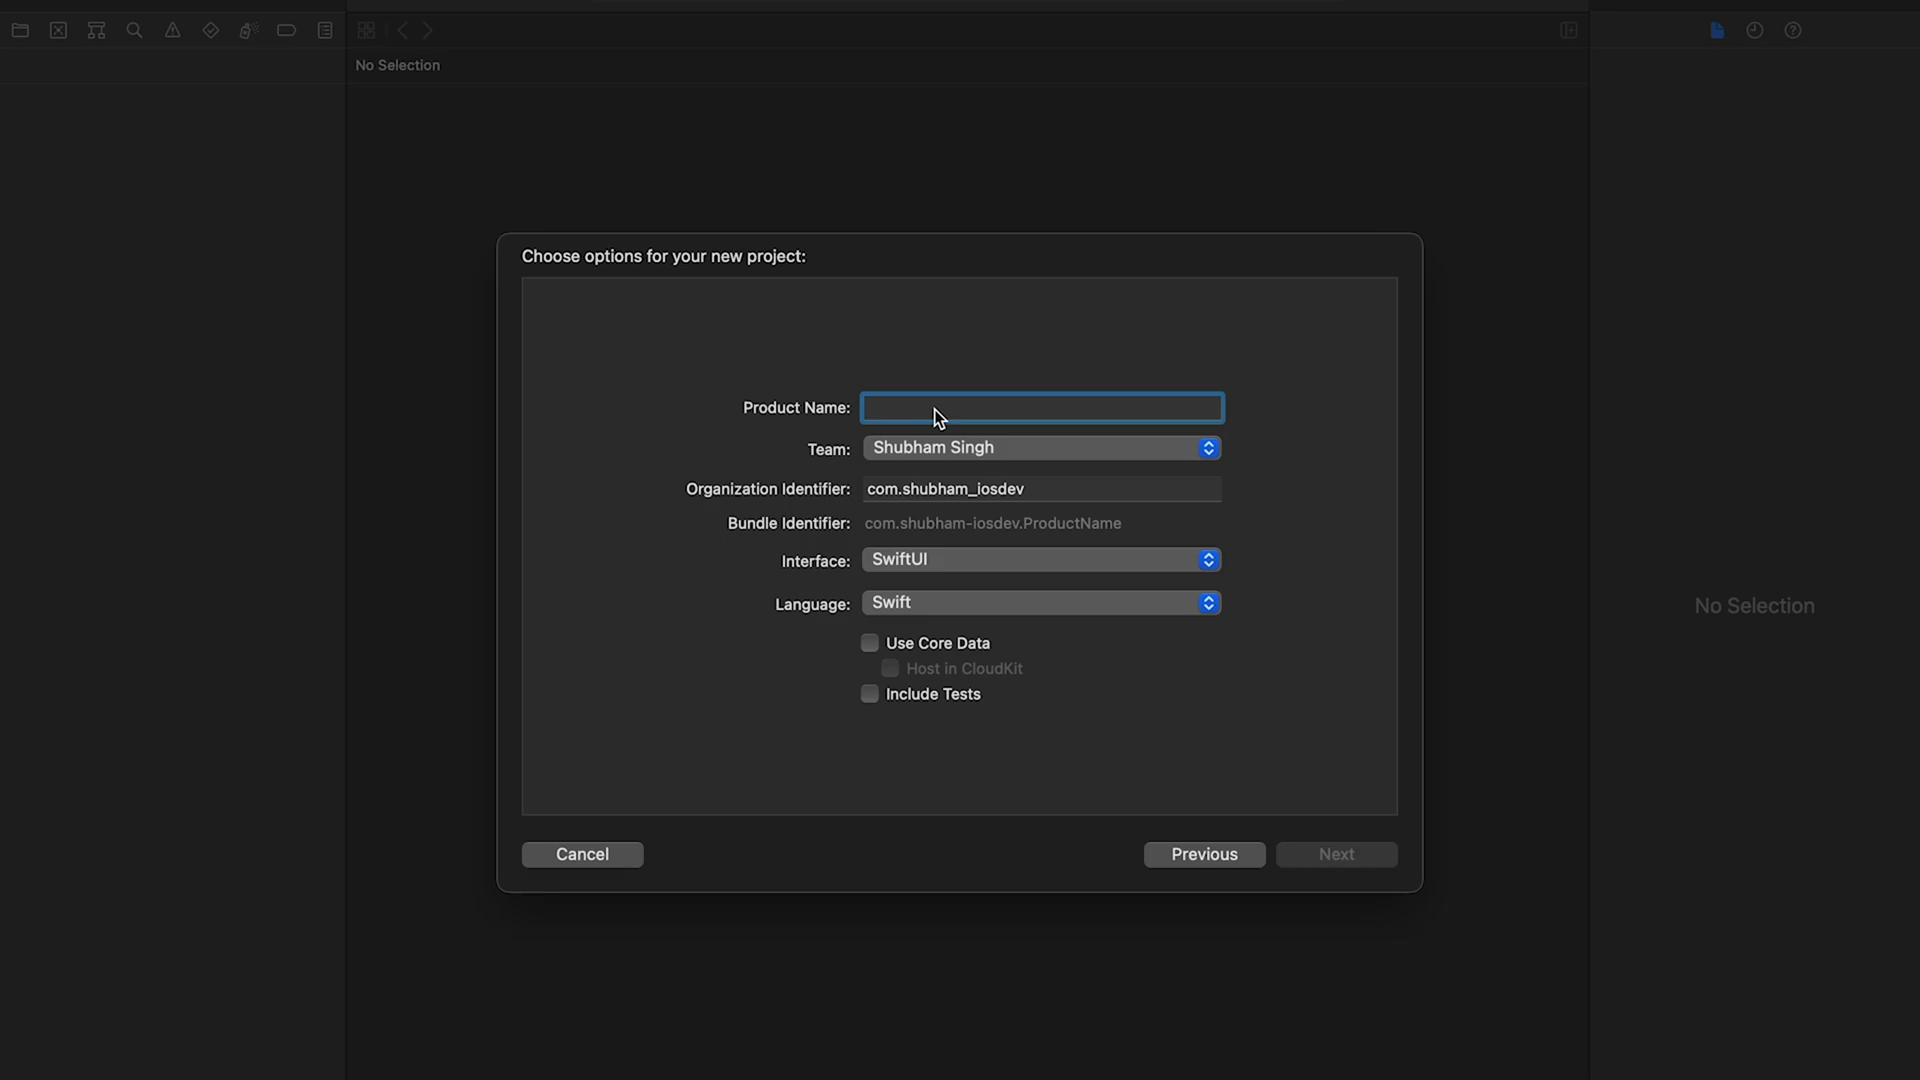 No Selection
Choose options for your new project:
Product Name:
Team: Shubham Singh
Organization Identifier: com.shubham_iosdev
Bundle Identifier: com.shubham-iosdev.ProductName
Interface: SwiftUI
Language: Swift
Use Core Data
Host in CloudKit
Include Tests
No Selection
Cancel Previous Next